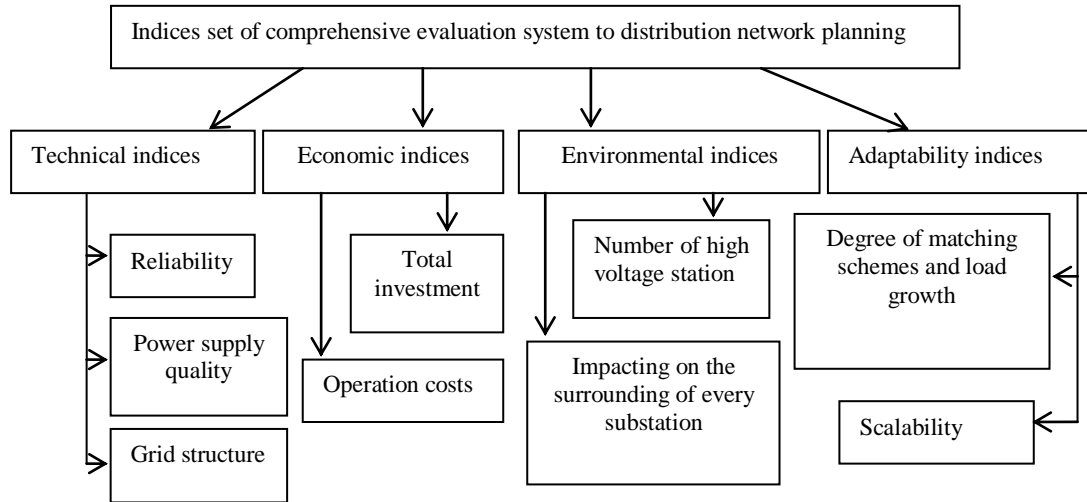 Indices set of comprehensive evaluation system to distribution network planning
Technical indices
Economic indices
Environmental indices
Adaptability indices
Reliability
Power supply
quality
Grid structure
Total
investment
Operation costs
Number of high
voltage station
Impacting on the
surrounding of every
substation
Degree of matching
schemes and load
growth
Scalability